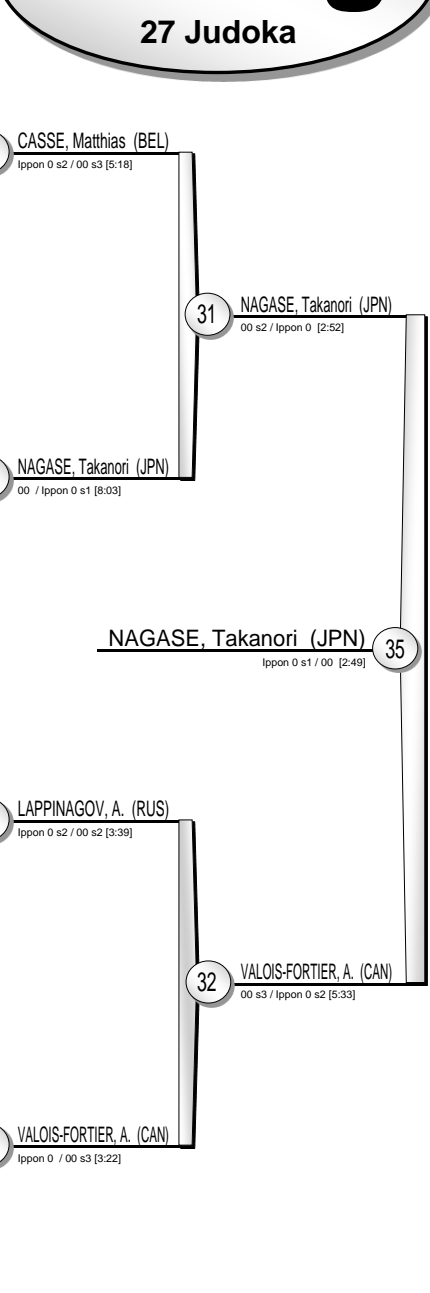 27 Judoka
CASSE, Matthias (BEL)
Ippon 0 s2 / 00 s3 [5:18]
31
NAGASE, Takanori (JPN)
00 s2 / Ippon 0 [2:52]
NAGASE, Takanori (JPN)
00 / Ippon 0 s1 [8:03]
NAGASE, Takanori (JPN)
35
Ippon 0 s1 / 00 [2:49]
LAPPINAGOV, A. (RUS)
Ippon 0 s2 / 00 s2 [3:39]
32
VALOIS-FORTIER, A. (CAN)
00 s3 / Ippon 0 s2 [5:33]
VALOIS-FORTIER, A. (CAN)
Ippon 0 / 00 s3 [3:22]